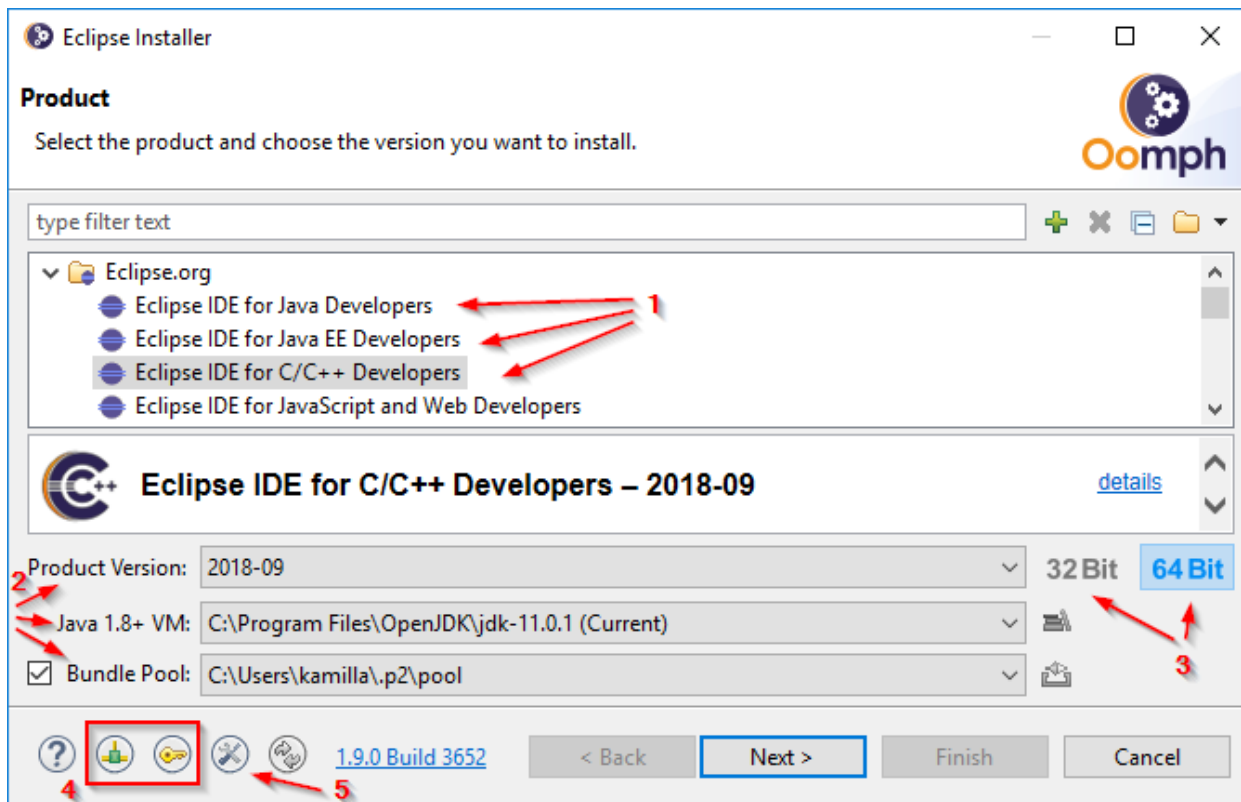 Eclipse Installer
Product
Select the product and choose the version you want to install.
Oomph
type filter text
Eclipse.org
Eclipse IDE for Java Developers
1
Eclipse IDE for Java EE Developers
Eclipse IDE for C/C++ Developers
Eclipse IDE for JavaScript and Web Developers
C++ Eclipse IDE for C/C++ Developers – 2018-09 details
2
Product Version: 2018-09 32 Bit 64 Bit
Java 1.8+ VM: C:\Program Files\OpenJDK\jdk-11.0.1 (Current)
3
Bundle Pool: C:\Users\kamilla\.p2\pool
? 1.9.0 Build 3652 < Back Next > Finish Cancel
4 5